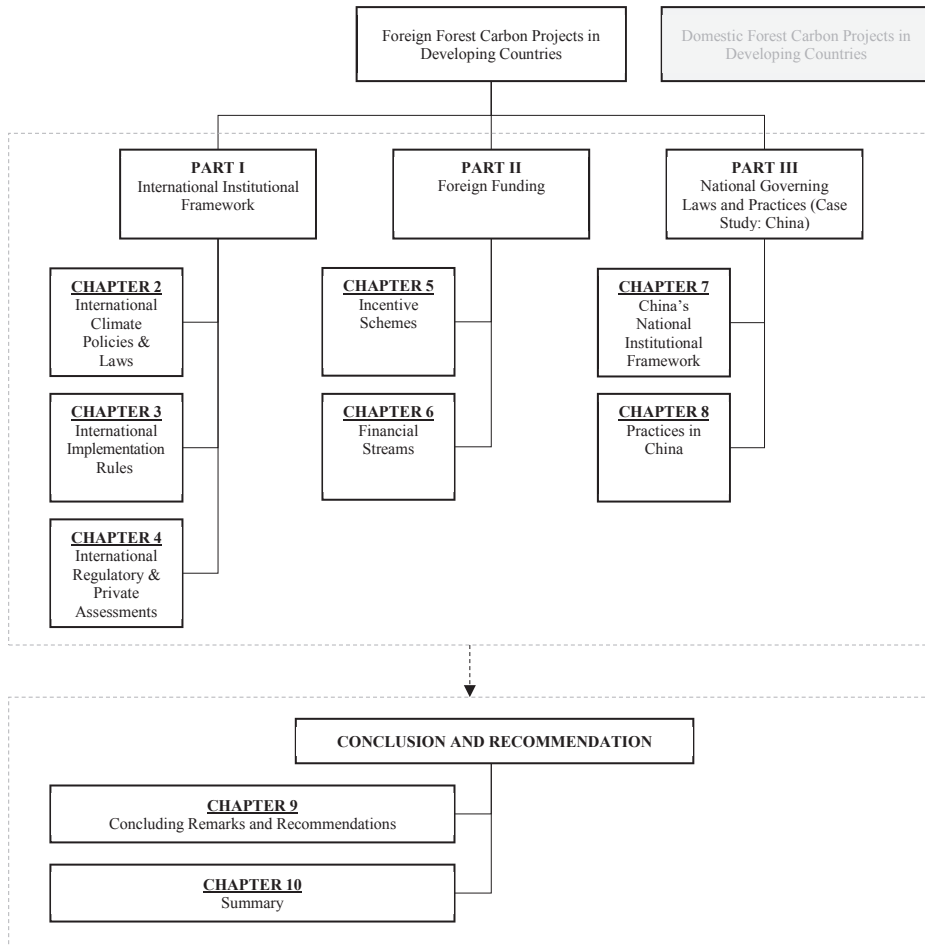 Foreign Forest Carbon Projects in
Developing Countries
Domestic Forest Carbon Projects in
Developing Countries
PART I
International Institutional
Framework
PART II
Foreign Funding
PART III
National Governing
Laws and Practices (Case
Study: China)
CHAPTER 2
International
Climate
Policies &
Laws
CHAPTER 5
Incentive
Schemes
CHAPTER 7
China’s
National
Institutional
Framework
CHAPTER 3
International
Implementation
Rules
CHAPTER 6
Financial
Streams
CHAPTER 8
Practices in
China
CHAPTER 4
International
Regulatory &
Private
Assessments
CONCLUSION AND RECOMMENDATION
CHAPTER 9
Concluding Remarks and Recommendations
CHAPTER 10
Summary